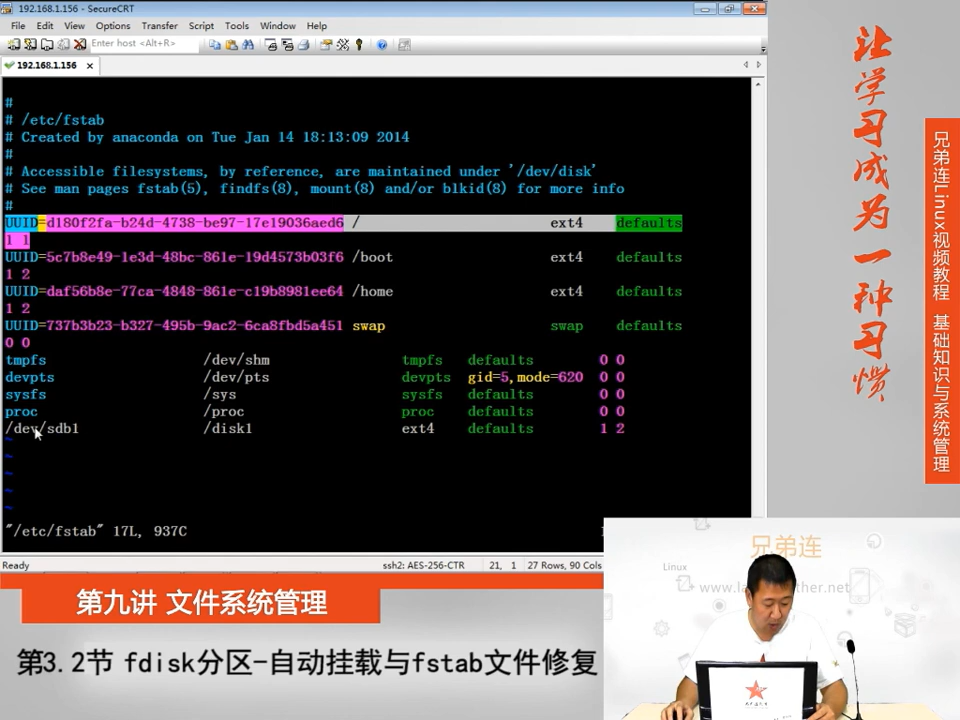 192.168.1.156 - SecureCRT
File Edit View Options Transfer Script Tools Window Help
Enter host <Alt+R>
192.168.1.156
#
# /etc/fstab
# Created by anaconda on Tue Jan 14 18:13:09 2014
#
# Accessible filesystems, by reference, are maintained under '/dev/disk'
# See man pages fstab(5), findfs(8), mount(8) and/or blkid(8) for more info
#
UUID=d180f2fa-b24d-4738-be97-17e19036aed6 / ext4 defaults
1 1
UUID=5c7b8e49-1e3d-48bc-861e-19d4573b03f6 /boot ext4 defaults
1 2
UUID=daf56b8e-77ca-4848-861e-c19b8981ee64 /home ext4 defaults
1 2
UUID=737b3b23-b327-495b-9ac2-6ca8fbd5a451 swap swap defaults
0 0
tmpfs /dev/shm tmpfs defaults 0 0
devpts /dev/pts devpts gid=5,mode=620 0 0
sysfs /sys sysfs defaults 0 0
proc /proc proc defaults 0 0
/dev/sdb1 /disk1 ext4 defaults 1 2
~
~
~
~
~
"/etc/fstab" 17L, 937C
Ready ssh2: AES-256-CTR 21, 1 27 Rows, 90 Cols
让学习成为一种习惯
兄弟连Linux视频教程 基础知识与系统管理
兄弟连
Linux
第九讲 文件系统管理
第3.2节 fdisk分区-自动挂载与fstab文件修复